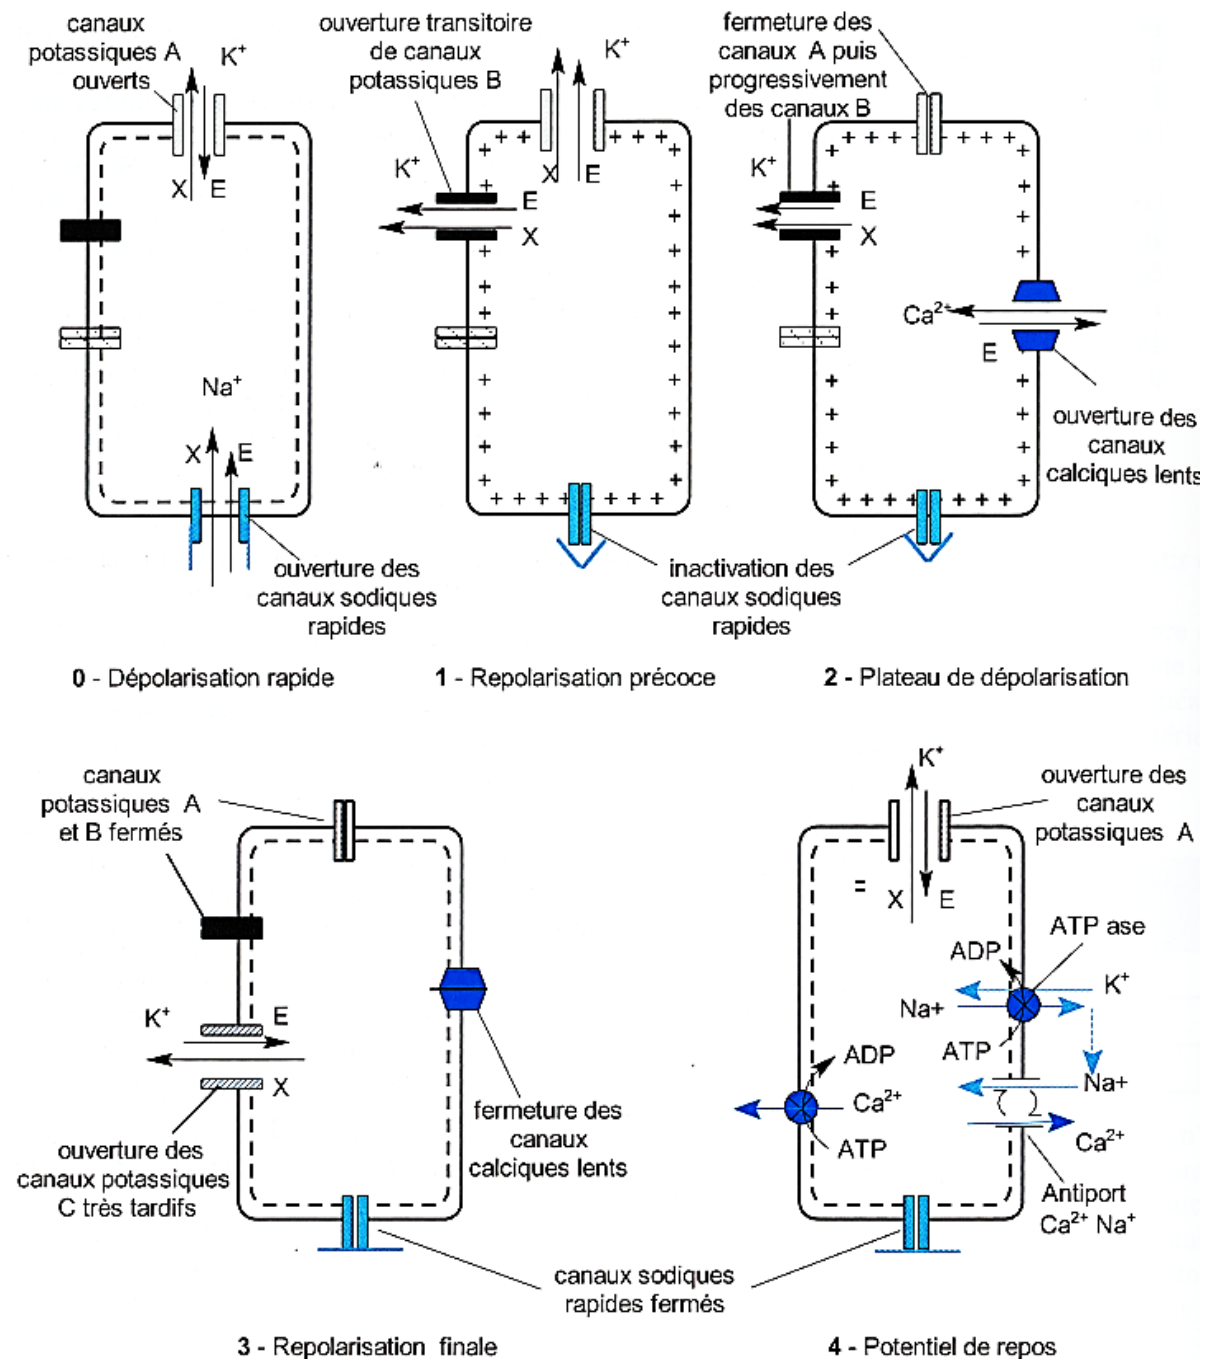 canaux
potassiques A
ouverts
K+
X
E
Na+
X
E
ouverture des
canaux sodiques
rapides
0 - Dépolarisation rapide
ouverture transitoire
de canaux
potassiques B
K+
X
E
K+
E
X
inactivation des
canaux sodiques
rapides
1 - Repolarisation précoce
fermeture des
canaux A puis
progressivement
des canaux B
K+
E
X
Ca2+
E
ouverture des
canaux
calciques lents
2 - Plateau de dépolarisation
canaux
potassiques A
et B fermés
K+
E
X
ouverture des
canaux potassiques
C très tardifs
fermeture des
canaux
calciques lents
canaux sodiques
rapides fermés
3 - Repolarisation finale
K+
ouverture des
canaux
potassiques A
=
X
E
ATP ase
ADP
K+
Na+
ATP
ADP
Na+
Ca2+
Ca2+
ATP
Antiport
Ca2+ Na+
4 - Potentiel de repos